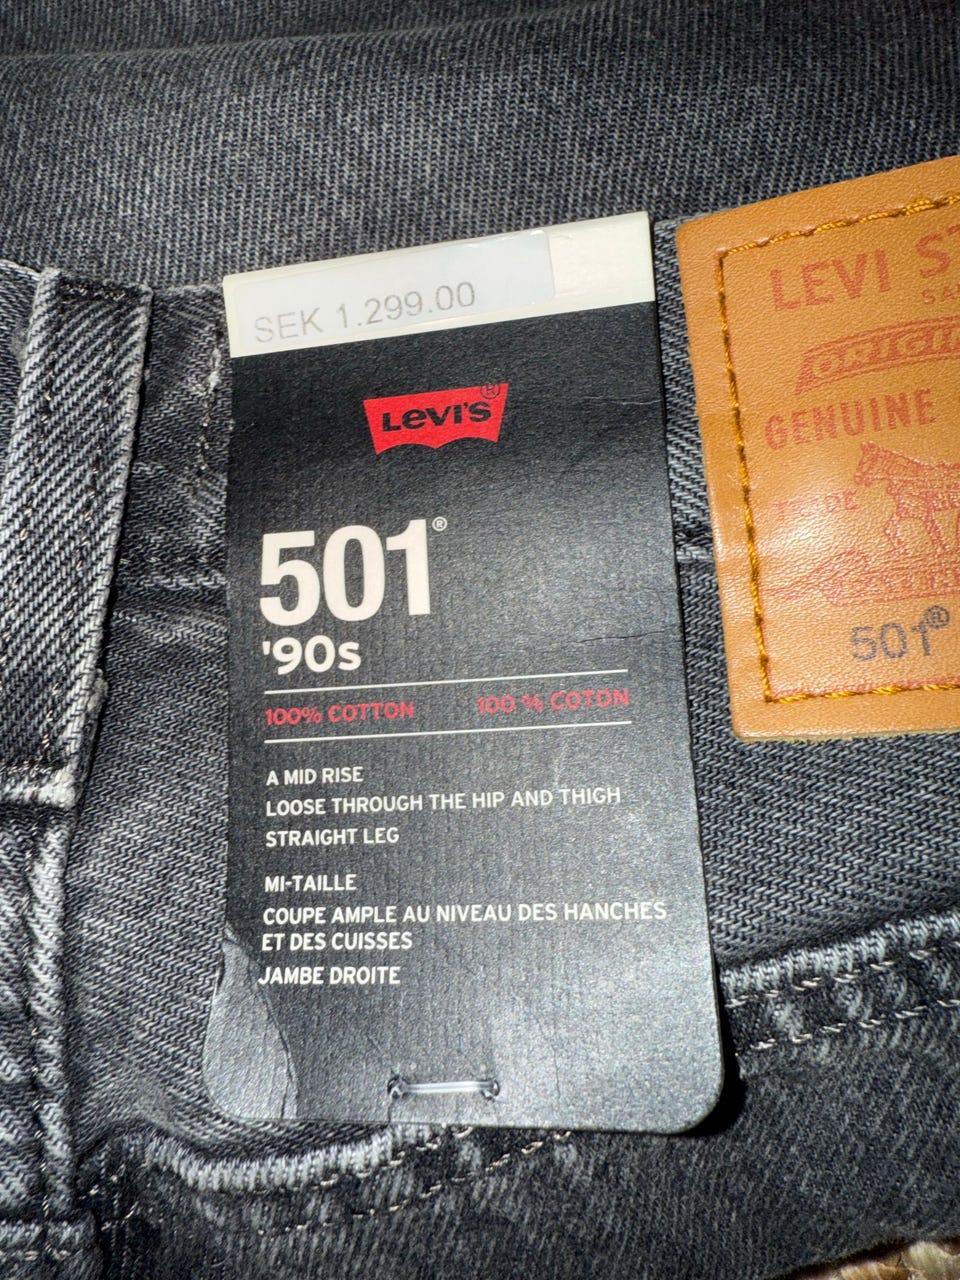 SEK 1.299.00
LEVI'S®
501®
'90s
100% COTTON 100 % COTON
A MID RISE
LOOSE THROUGH THE HIP AND THIGH
STRAIGHT LEG
MI-TAILLE
COUPE AMPLE AU NIVEAU DES HANCHES
ET DES CUISSES
JAMBE DROITE
LEVI
GENUINE
501®